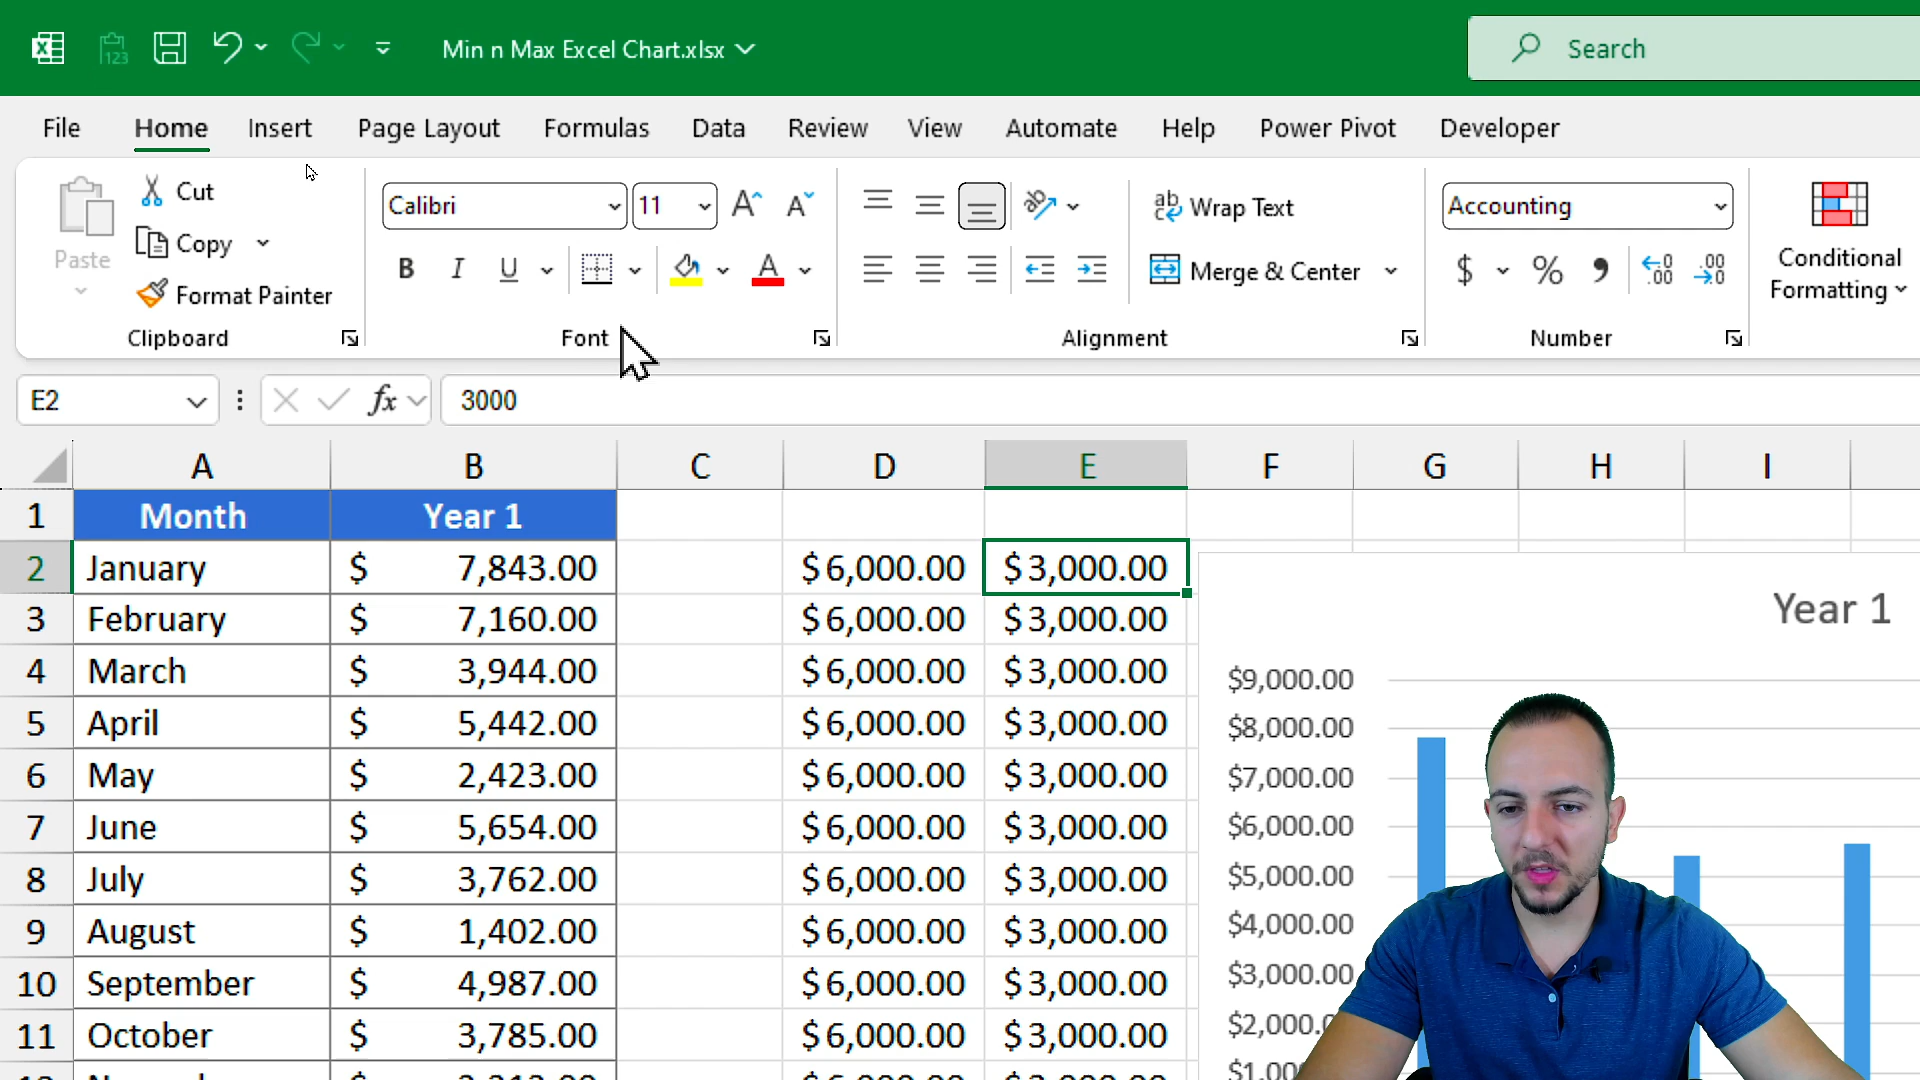 Min n Max Excel Chart.xlsx
Search
File Home Insert Page Layout Formulas Data Review View Automate Help Power Pivot Developer
Paste
Cut
Copy
Format Painter
Clipboard
Calibri 11
B I U
Font
Wrap Text
Merge & Center
Alignment
Accounting
$ %
Number
Conditional
Formatting
E2 fx 3000
A B C D E F G H I
1 Month Year 1
2 January $ 7,843.00 $ 6,000.00 $ 3,000.00
3 February $ 7,160.00 $ 6,000.00 $ 3,000.00
4 March $ 3,944.00 $ 6,000.00 $ 3,000.00
5 April $ 5,442.00 $ 6,000.00 $ 3,000.00
6 May $ 2,423.00 $ 6,000.00 $ 3,000.00
7 June $ 5,654.00 $ 6,000.00 $ 3,000.00
8 July $ 3,762.00 $ 6,000.00 $ 3,000.00
9 August $ 1,402.00 $ 6,000.00 $ 3,000.00
10 September $ 4,987.00 $ 6,000.00 $ 3,000.00
11 October $ 3,785.00 $ 6,000.00 $ 3,000.00
Year 1
$9,000.00
$8,000.00
$7,000.00
$6,000.00
$5,000.00
$4,000.00
$3,000.00